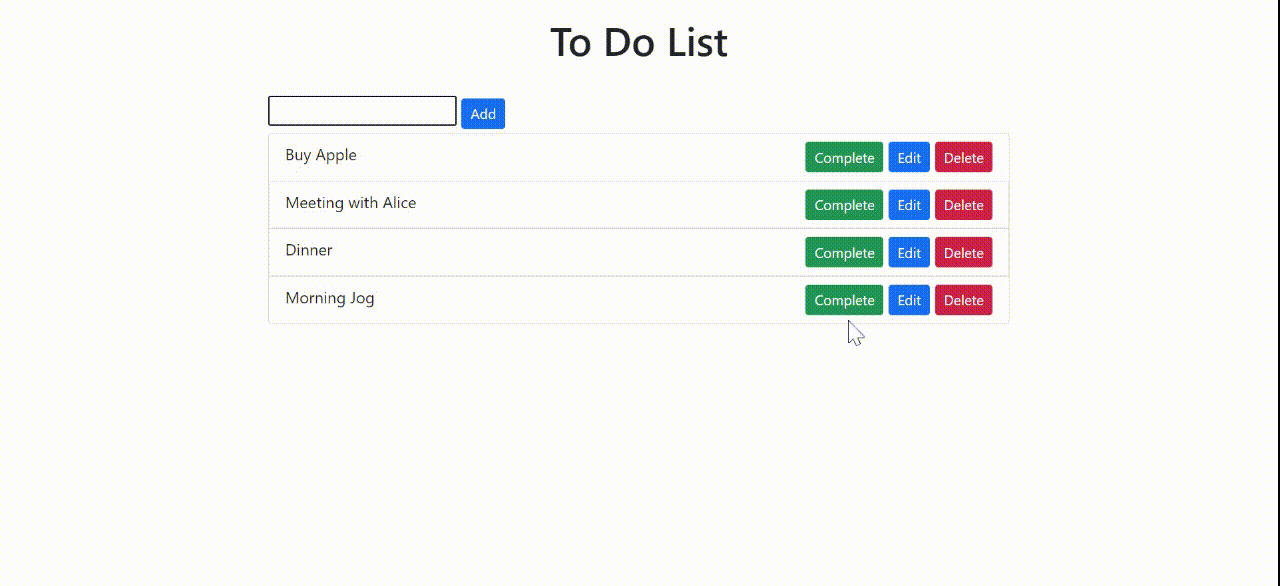 To Do List
Add
Buy Apple Complete Edit Delete
Meeting with Alice Complete Edit Delete
Dinner Complete Edit Delete
Morning Jog Complete Edit Delete